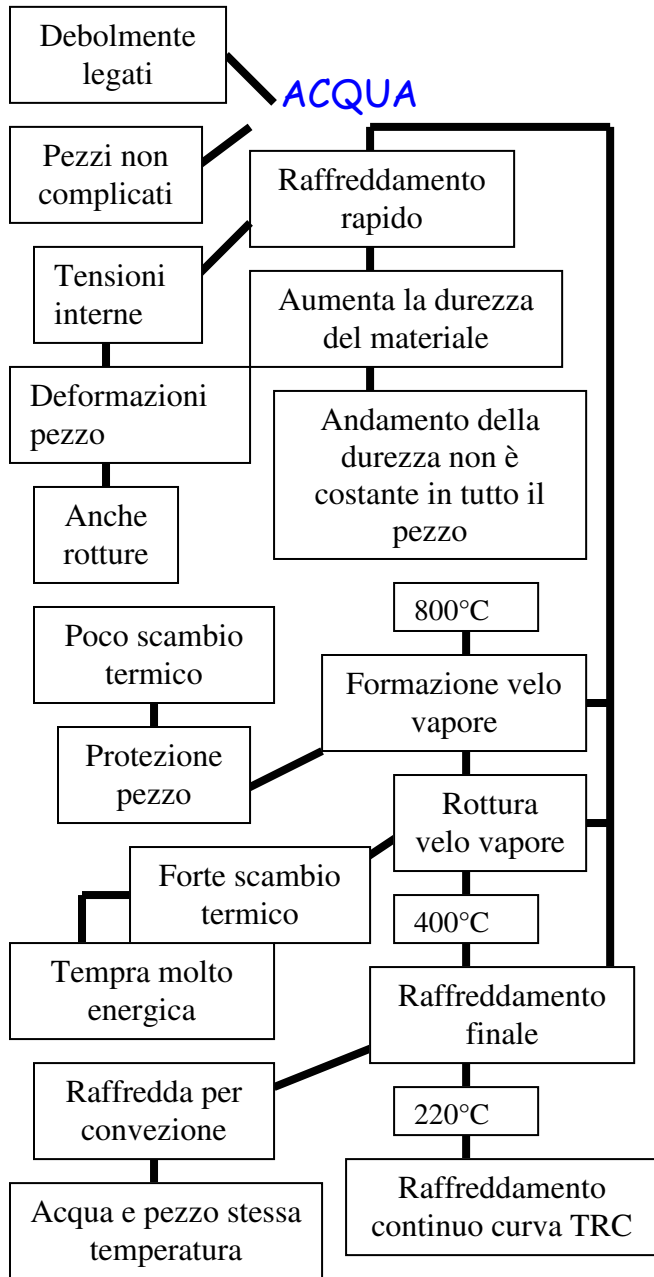 Debolmente
legati
ACQUA
Pezzi non
complicati
Raffreddamento
rapido
Tensioni
interne
Aumenta la durezza
del materiale
Deformazioni
pezzo
Andamento della
durezza non è
costante in tutto il
pezzo
Anche
rotture
800°C
Poco scambio
termico
Formazione velo
vapore
Protezione
pezzo
Rottura
velo vapore
Forte scambio
termico
400°C
Tempra molto
energica
Raffreddamento
finale
Raffredda per
convezione
220°C
Raffreddamento
continuo curva TRC
Acqua e pezzo stessa
temperatura